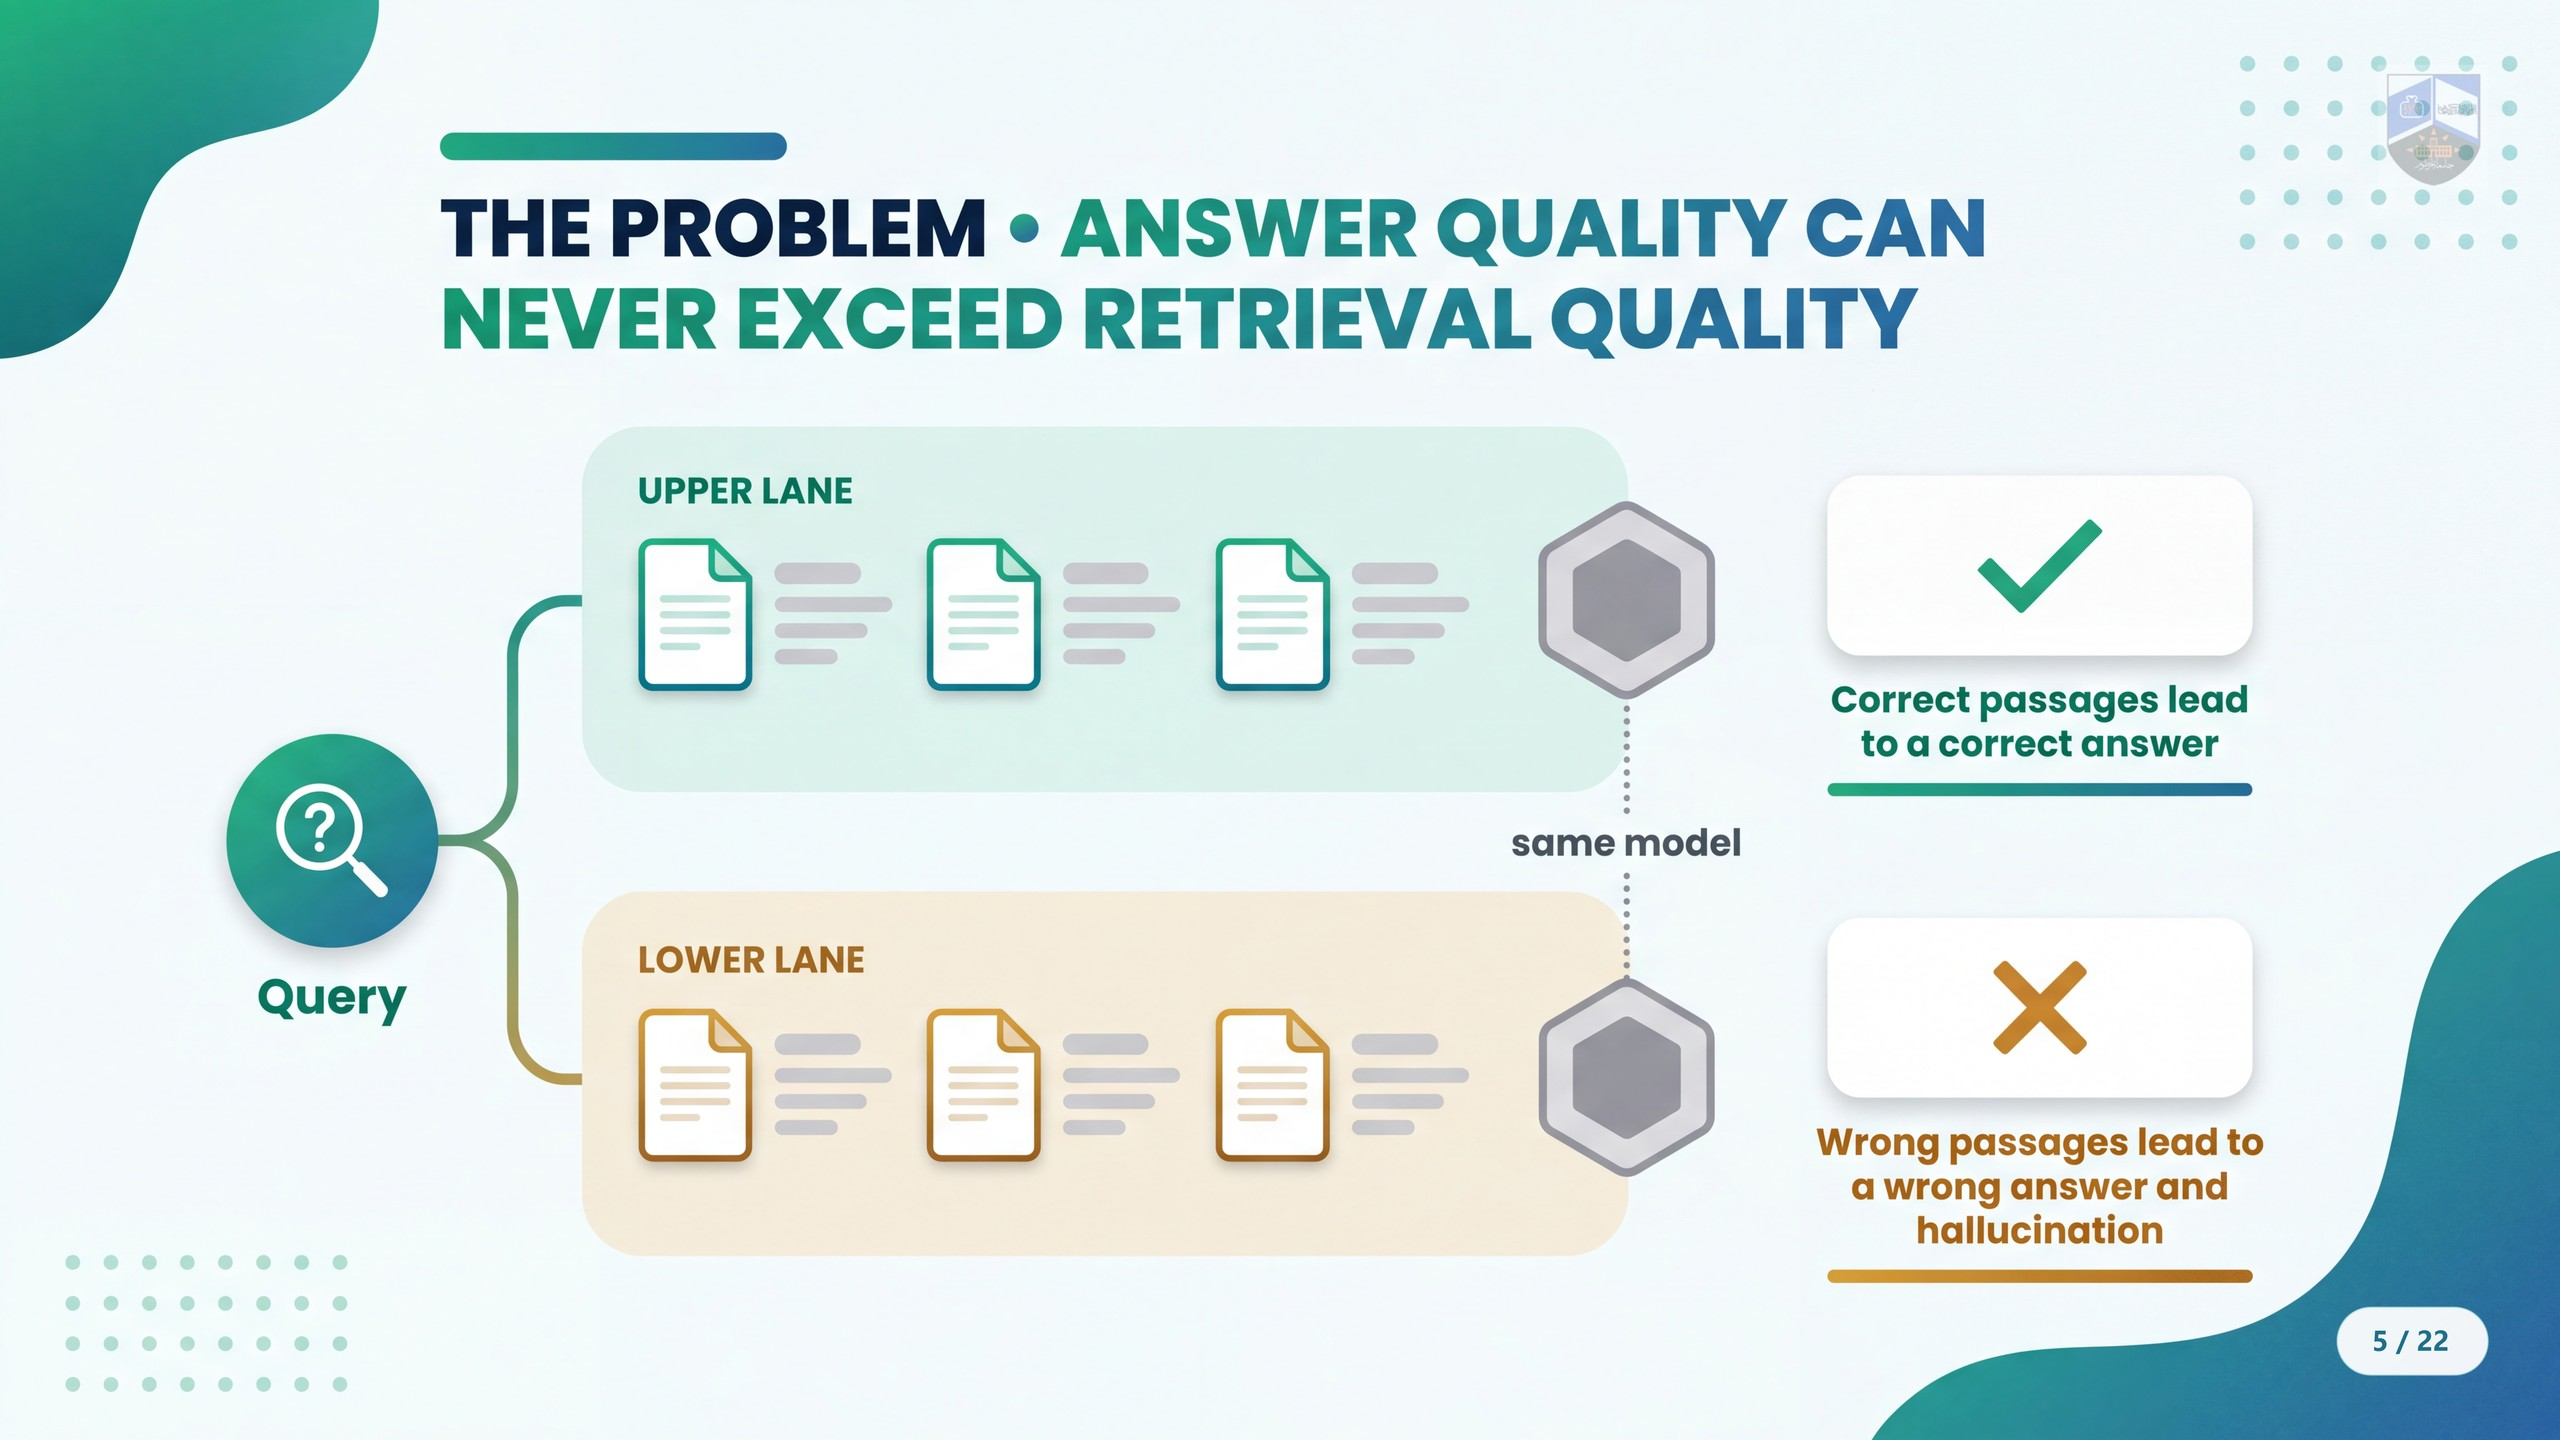 THE PROBLEM • ANSWER QUALITY CAN
NEVER EXCEED RETRIEVAL QUALITY
UPPER LANE
Correct passages lead
to a correct answer
same model
Query
LOWER LANE
Wrong passages lead to
a wrong answer and
hallucination
5 / 22